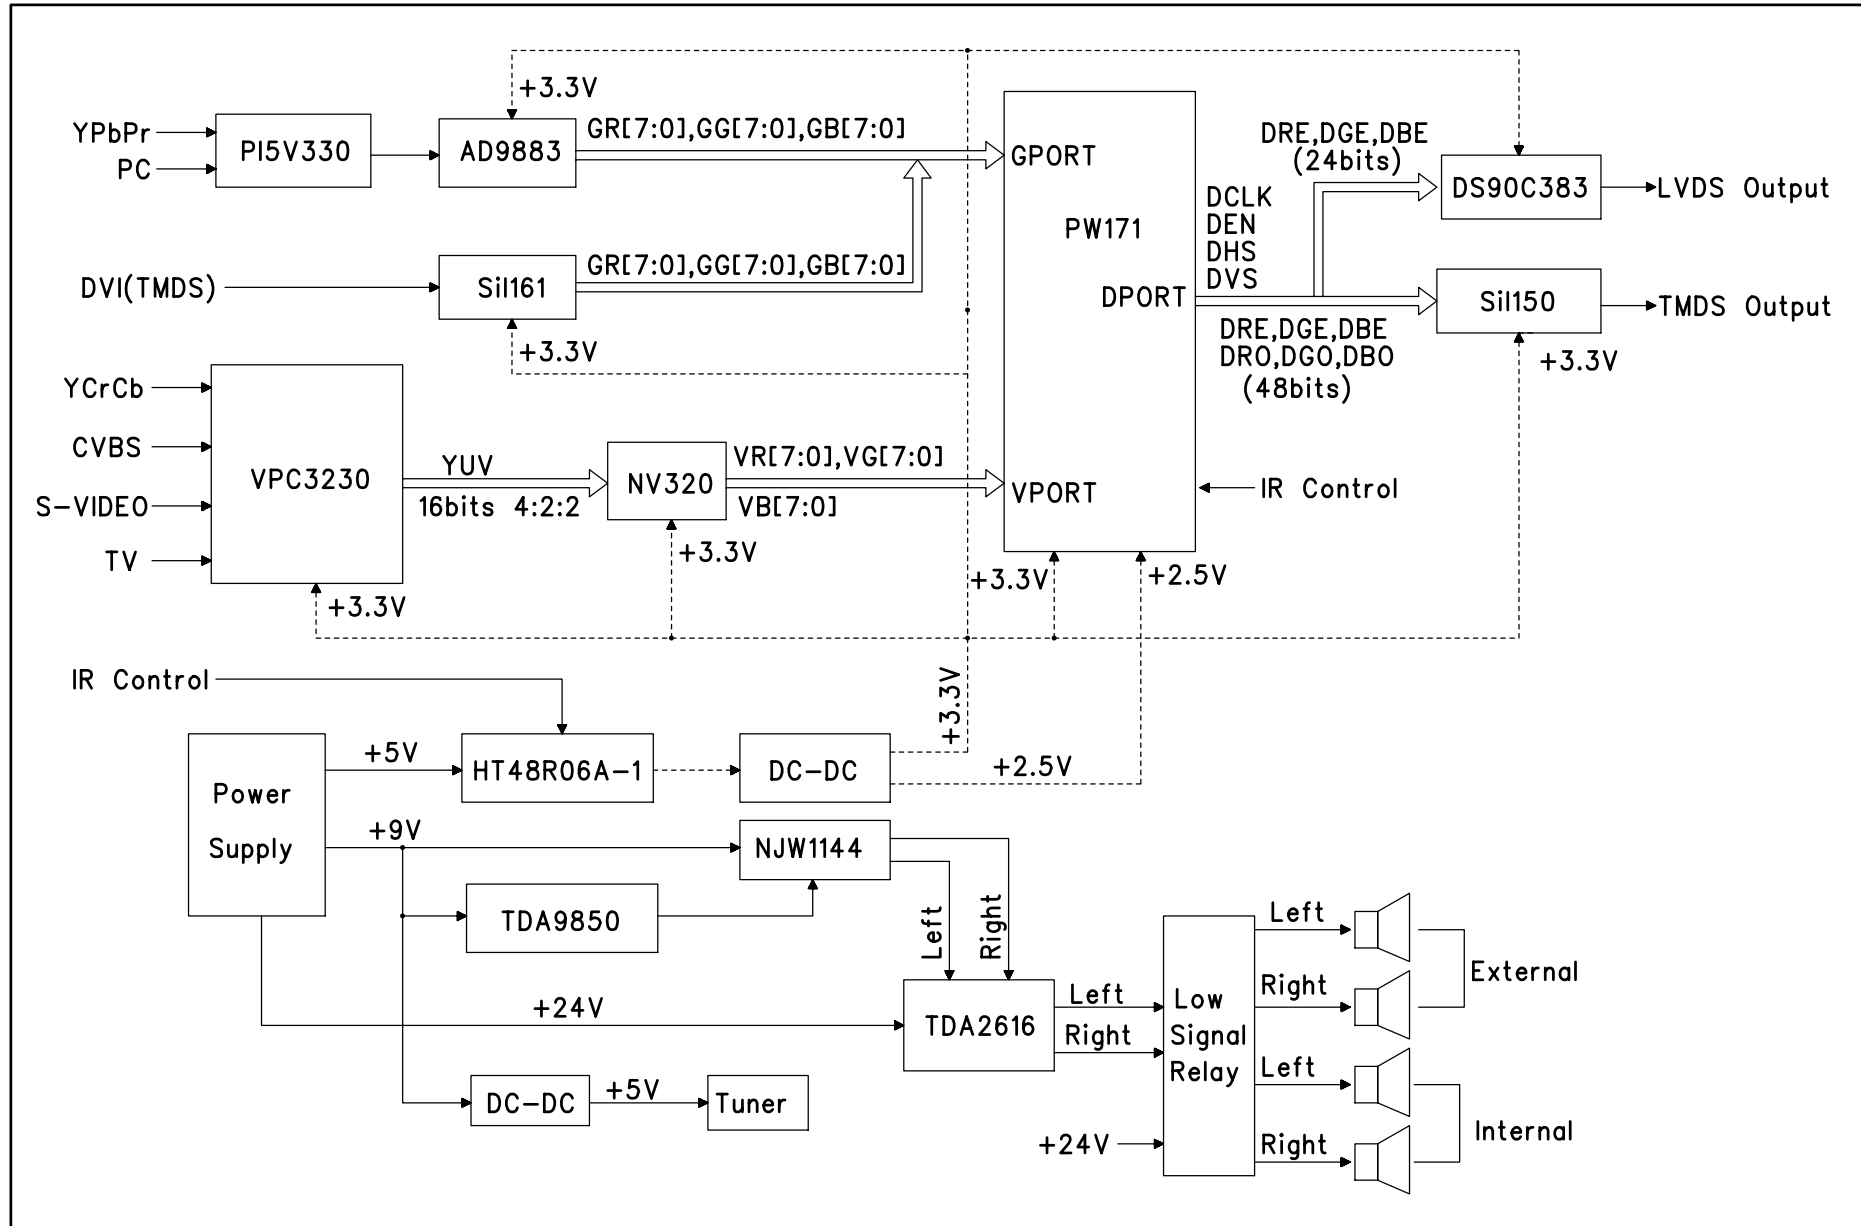 +3.3V
YPbPr
PC
PI5V330
AD9883
GR[7:0],GG[7:0],GB[7:0]
GPORT
PW171
DRE,DGE,DBE
(24bits)
DS90C383
LVDS Output
DCLK
DEN
DHS
DVS
DVI(TMDS)
SiI161
GR[7:0],GG[7:0],GB[7:0]
DPORT
SiI150
TMDS Output
+3.3V
DRE,DGE,DBE
DRO,DGO,DBO
(48bits)
+3.3V
YCrCb
CVBS
S-VIDEO
TV
VPC3230
YUV
16bits 4:2:2
NV320
VR[7:0],VG[7:0]
VB[7:0]
VPORT
IR Control
+3.3V
+3.3V
+3.3V
+2.5V
IR Control
+3.3V
Power
Supply
+5V
HT48R06A-1
DC-DC
+2.5V
+9V
NJW1144
TDA9850
Left
Right
+24V
TDA2616
Left
Right
Low
Signal
Relay
Left
Right
External
Left
Right
Internal
DC-DC
+5V
Tuner
+24V